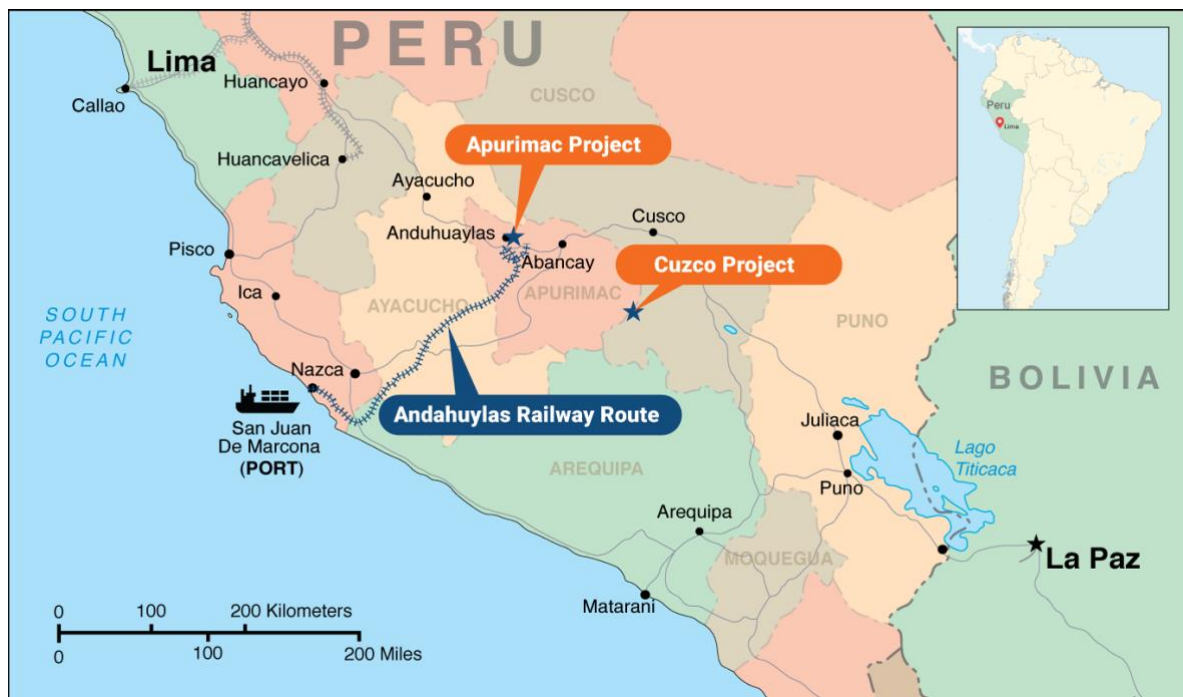 PERU
Lima
Callao
Huancayo
CUSCO
Huancavelica
Apurimac Project
Ayacucho
Cusco
Anduhuaylas
Abancay
Pisco
Cuzco Project
Ica
AYACUCHO
APURIMAC
PUNO
SOUTH
PACIFIC
OCEAN
Nazca
BOLIVIA
Andahuylas Railway Route
San Juan
De Marcona
(PORT)
Juliaca
Lago
Titicaca
AREQUIPA
Puno
Arequipa
MOQUEGUA
La Paz
Matarani
0 100 200 Kilometers
0 100 200 Miles
Peru
Lima